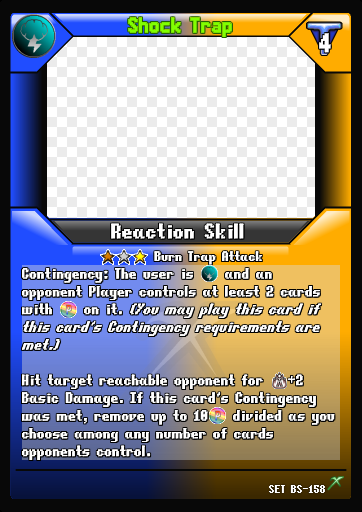 Shock Trap
4
Reaction Skill
Burn Trap Attack
Contingency: The user is and an
opponent Player controls at least 2 cards
with on it. (You may play this card if
this card's Contingency requirements are
met.)
Hit target reachable opponent for +2
Basic Damage. If this card's Contingency
was met, remove up to 10 divided as you
choose among any number of cards
opponents control.
SET BS-158